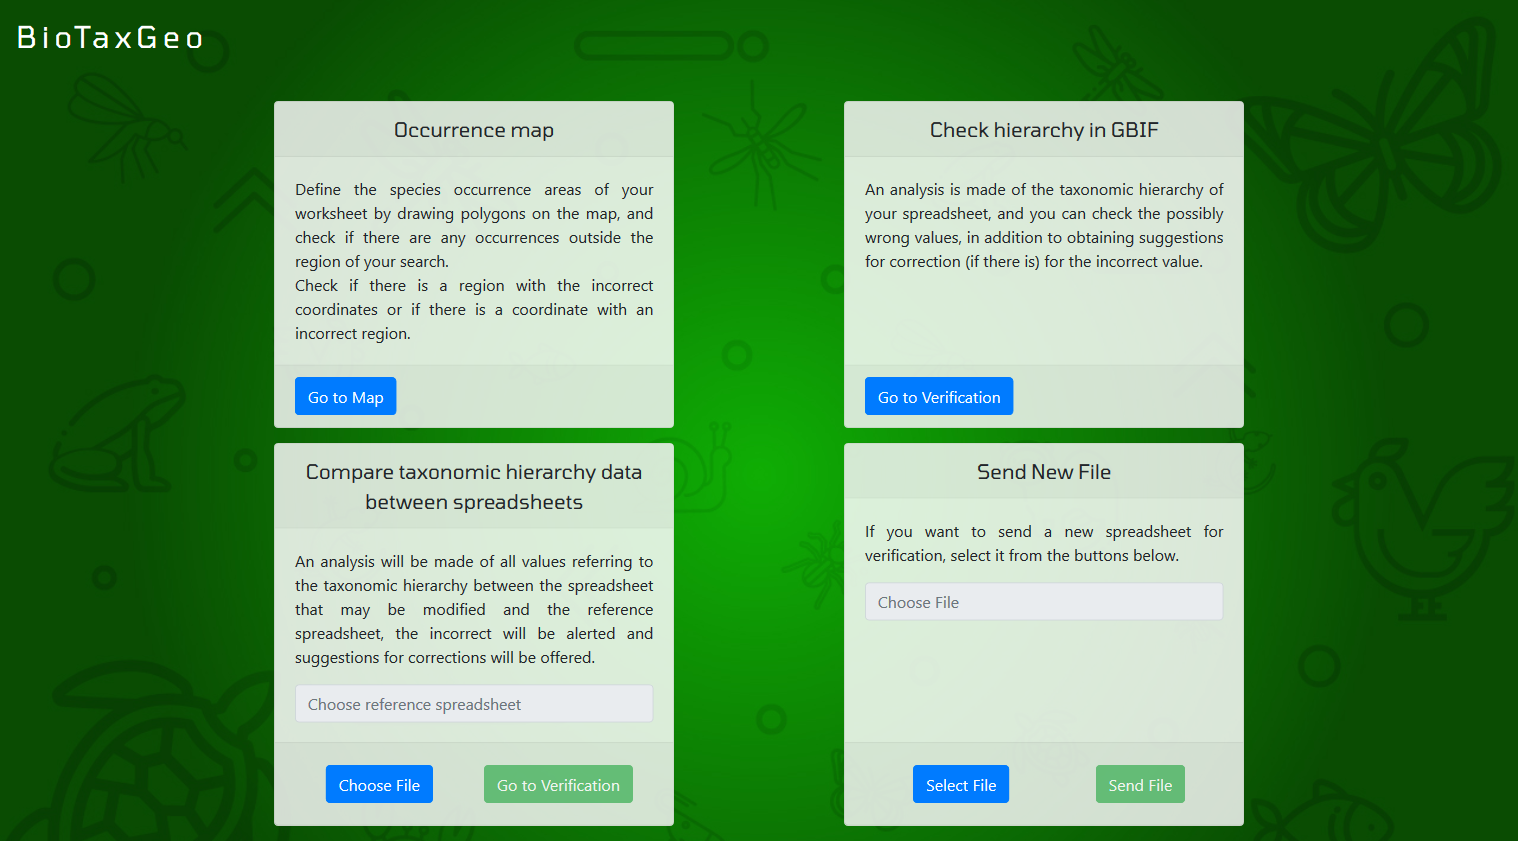 BioTaxGeo
Occurrence map
Define the species occurrence areas of your
worksheet by drawing polygons on the map, and
check if there are any occurrences outside the
region of your search.
Check if there is a region with the incorrect
coordinates or if there is a coordinate with an
incorrect region.
Go to Map
Check hierarchy in GBIF
An analysis is made of the taxonomic hierarchy of
your spreadsheet, and you can check the possibly
wrong values, in addition to obtaining suggestions
for correction (if there is) for the incorrect value.
Go to Verification
Compare taxonomic hierarchy data
between spreadsheets
An analysis will be made of all values referring to
the taxonomic hierarchy between the spreadsheet
that may be modified and the reference
spreadsheet, the incorrect will be alerted and
suggestions for corrections will be offered.
Choose reference spreadsheet
Choose File
Go to Verification
Send New File
If you want to send a new spreadsheet for
verification, select it from the buttons below.
Choose File
Select File
Send File